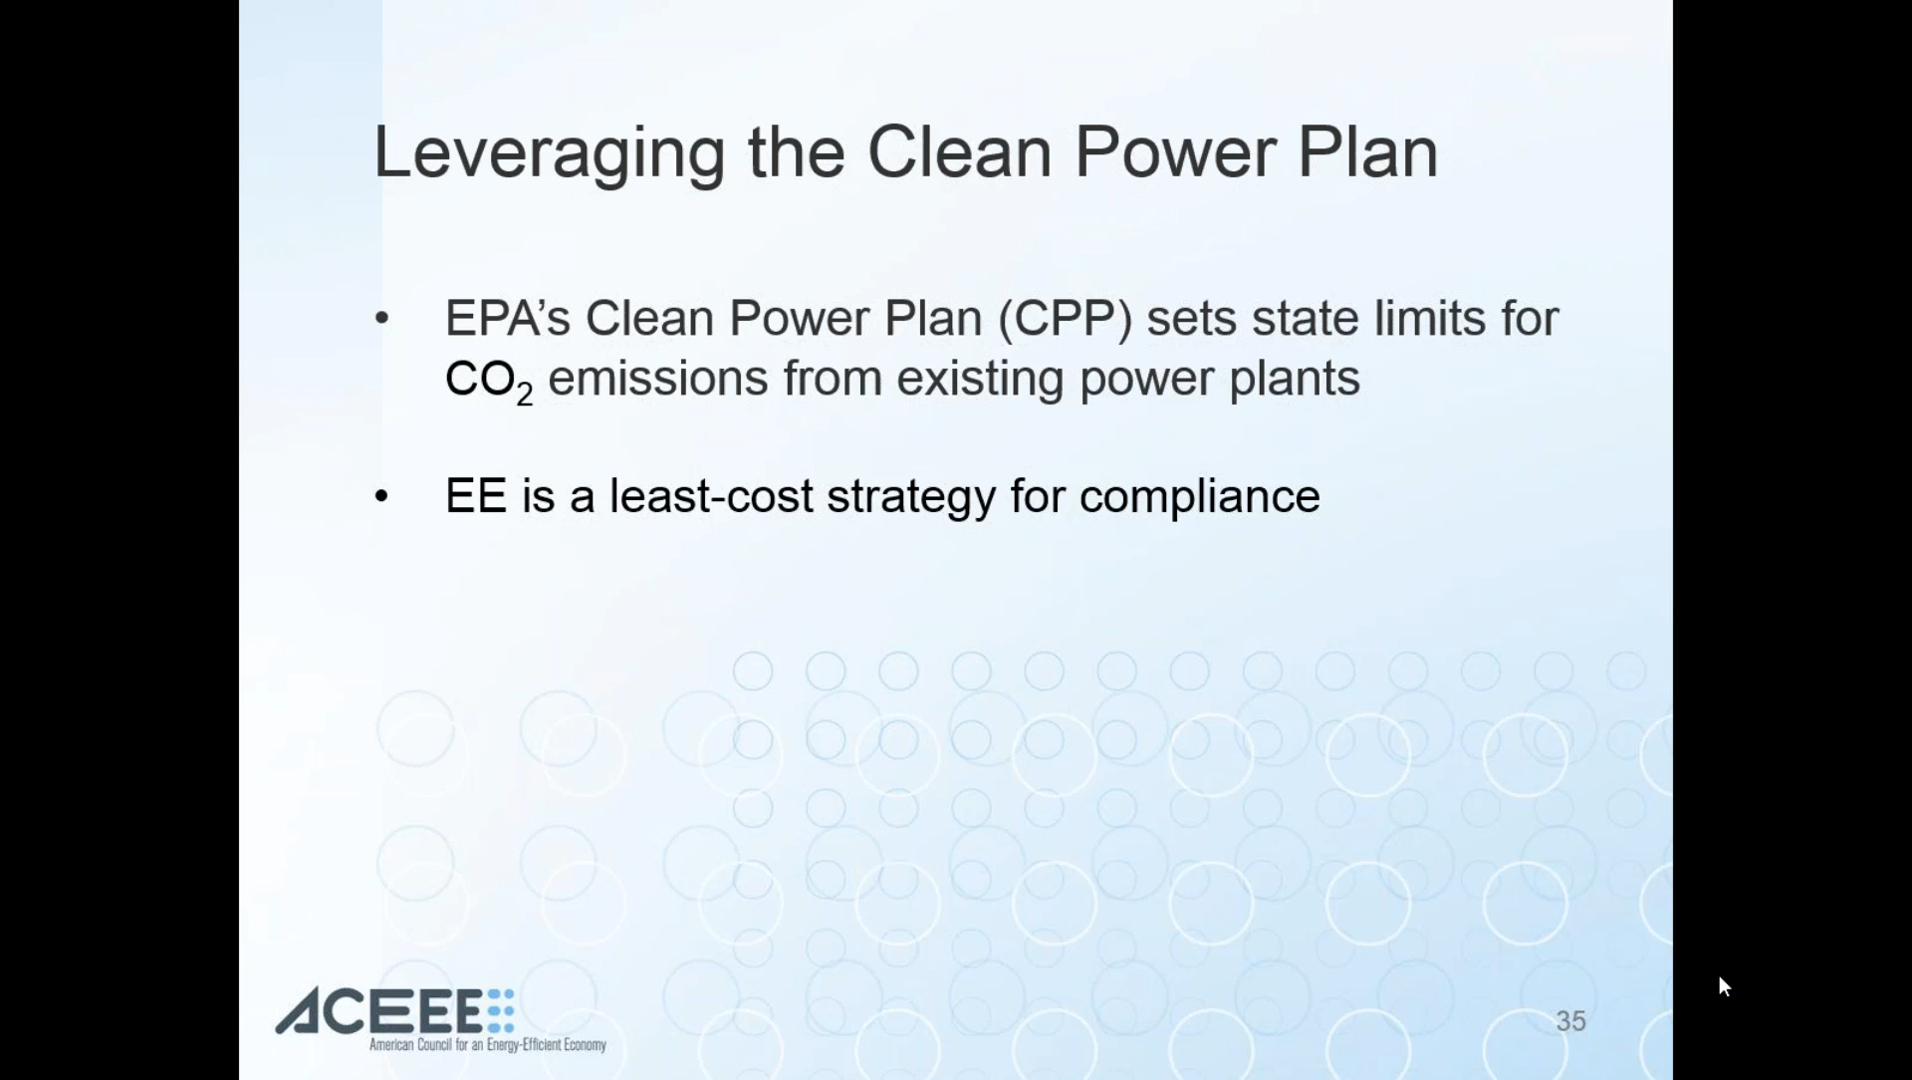 Leveraging the Clean Power Plan
• EPA’s Clean Power Plan (CPP) sets state limits for
CO₂ emissions from existing power plants
• EE is a least-cost strategy for compliance
ACEEE
American Council for an Energy-Efficient Economy
35